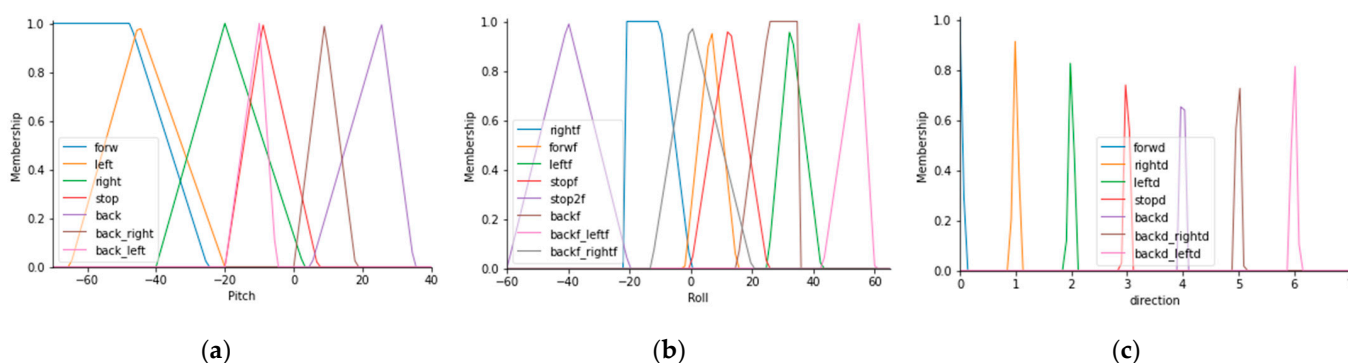 1.0
0.8
0.6
0.4
0.2
0.0
Membership
forw
left
right
stop
back
back_right
back_left
−60 −40 −20 0 20 40
Pitch
(a)
1.0
0.8
0.6
0.4
0.2
0.0
Membership
rightf
forwf
leftf
stopf
stop2f
backf
backf_leftf
backf_rightf
−60 −40 −20 0 20 40 60
Roll
(b)
1.0
0.8
0.6
0.4
0.2
0.0
Membership
forwd
rightd
leftd
stopd
backd
backd_rightd
backd_leftd
0 1 2 3 4 5 6
direction
(c)